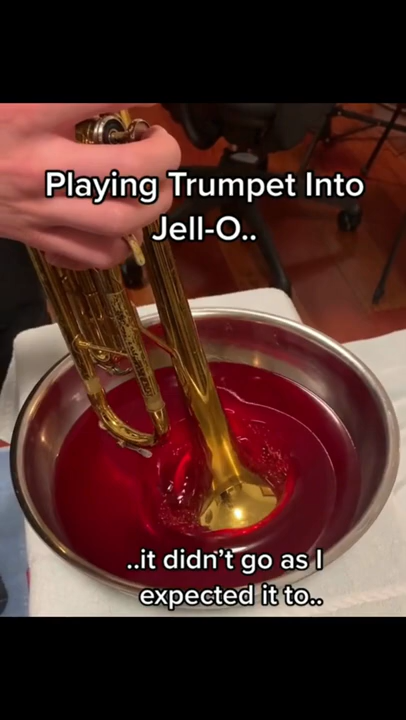 Playing Trumpet Into
Jell-O..
..it didn't go as I
expected it to..